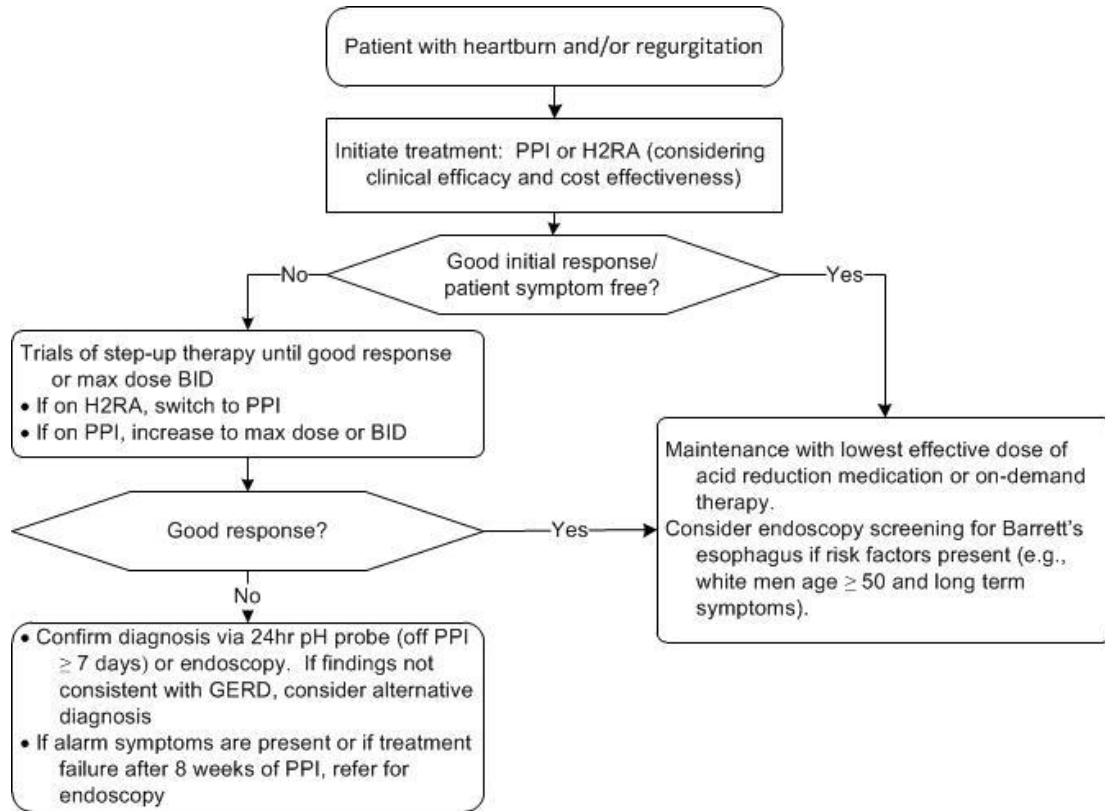 Patient with heartburn and/or regurgitation
Initiate treatment:  PPI or H2RA (considering
clinical efficacy and cost effectiveness)
Good initial response/
patient symptom free?
No
Yes
Trials of step-up therapy until good response
or max dose BID
• If on H2RA, switch to PPI
• If on PPI, increase to max dose or BID
Maintenance with lowest effective dose of
acid reduction medication or on-demand
therapy.
Consider endoscopy screening for Barrett's
esophagus if risk factors present (e.g.,
white men age ≥ 50 and long term
symptoms).
Good response?
Yes
No
• Confirm diagnosis via 24hr pH probe (off PPI
≥ 7 days) or endoscopy.  If findings not
consistent with GERD, consider alternative
diagnosis
• If alarm symptoms are present or if treatment
failure after 8 weeks of PPI, refer for
endoscopy